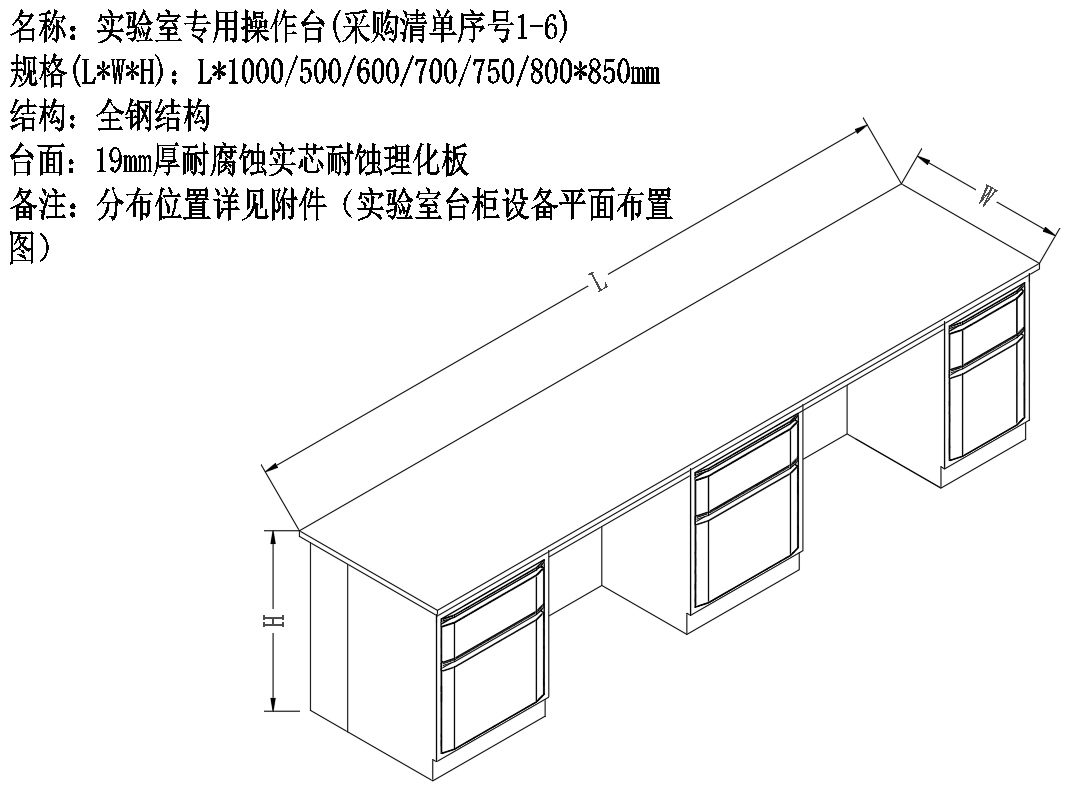 名称：实验室专用操作台(采购清单序号1-6)
规格(L*W*H)：L*1000/500/600/700/750/800*850mm
结构：全钢结构
台面：19mm厚耐腐蚀实芯耐蚀理化板
备注：分布位置详见附件（实验室台柜设备平面布置
图）
W
L
H